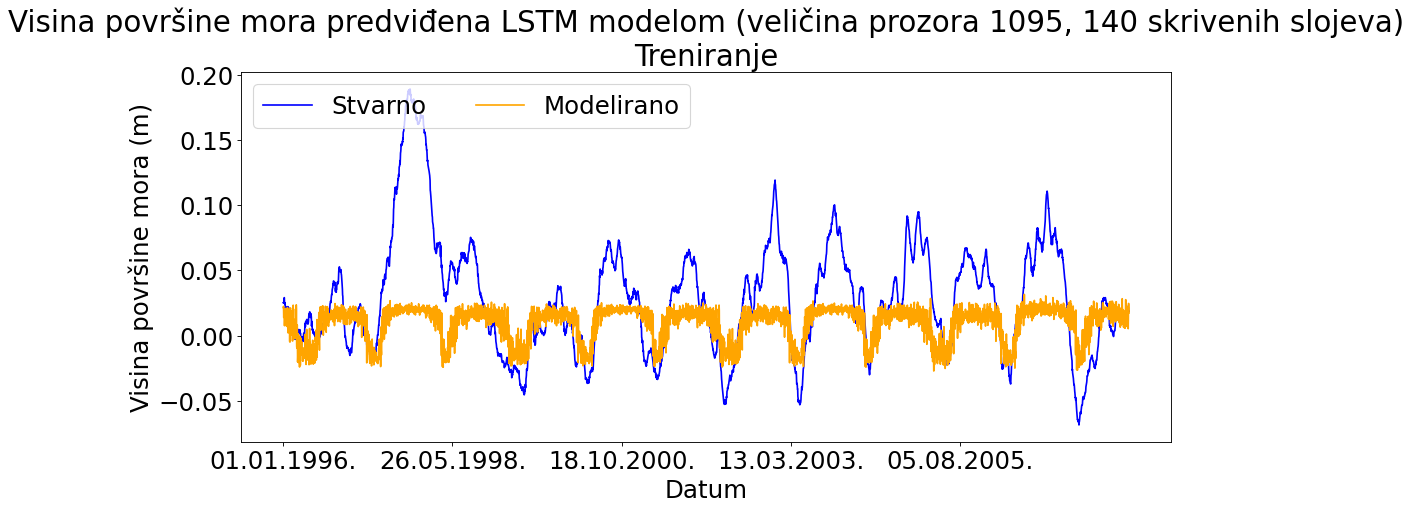 Visina površine mora predviđena LSTM modelom (veličina prozora 1095, 140 skrivenih slojeva)
Treniranje
Stvarno
Modelirano
Visina površine mora (m)
0.20
0.15
0.10
0.05
0.00
−0.05
01.01.1996.
26.05.1998.
18.10.2000.
13.03.2003.
05.08.2005.
Datum